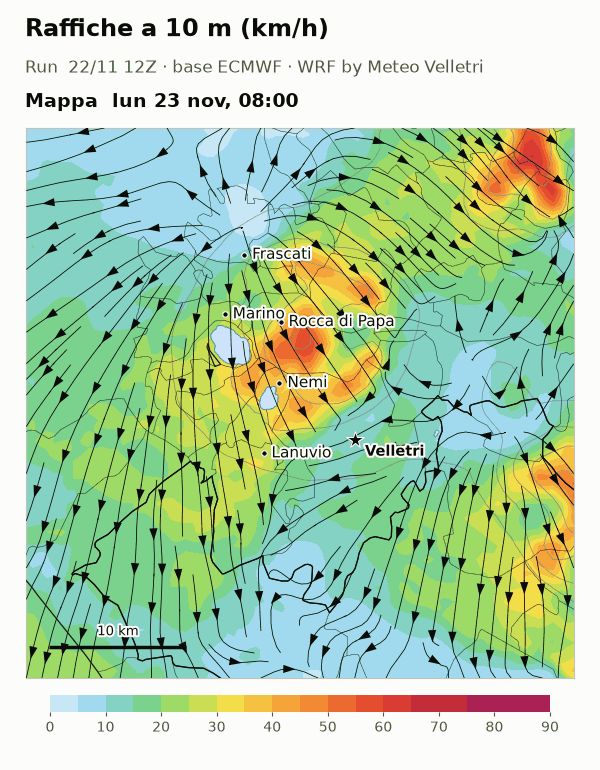 Raffiche a 10 m (km/h)
Run  22/11 12Z · base ECMWF · WRF by Meteo Velletri
Mappa  lun 23 nov, 08:00
Frascati
Marino
Rocca di Papa
Nemi
Lanuvio
Velletri
10 km
0 10 20 30 40 50 60 70 80 90